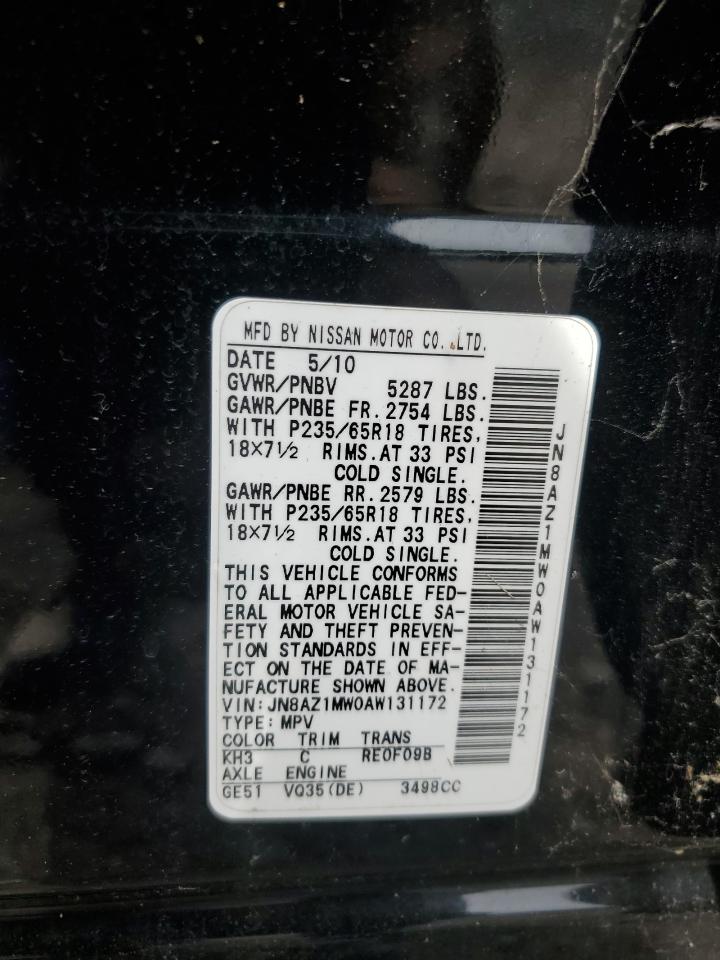 MFD BY NISSAN MOTOR CO.,LTD.
DATE 5/10
GVWR/PNBV 5287 LBS.
GAWR/PNBE FR. 2754 LBS.
WITH P235/65R18 TIRES,
18×7½ RIMS. AT 33 PSI
COLD SINGLE.
GAWR/PNBE RR. 2579 LBS.
WITH P235/65R18 TIRES,
18×7½ RIMS. AT 33 PSI
COLD SINGLE.
THIS VEHICLE CONFORMS
TO ALL APPLICABLE FED-
ERAL MOTOR VEHICLE SA-
FETY AND THEFT PREVEN-
TION STANDARDS IN EFF-
ECT ON THE DATE OF MA-
NUFACTURE SHOWN ABOVE.
VIN:JN8AZ1MW0AW131172
TYPE:MPV
COLOR TRIM TRANS
KH3 C RE0F09B
AXLE ENGINE
GE51 VQ35(DE) 3498CC
JN8AZ1MW0AW131172